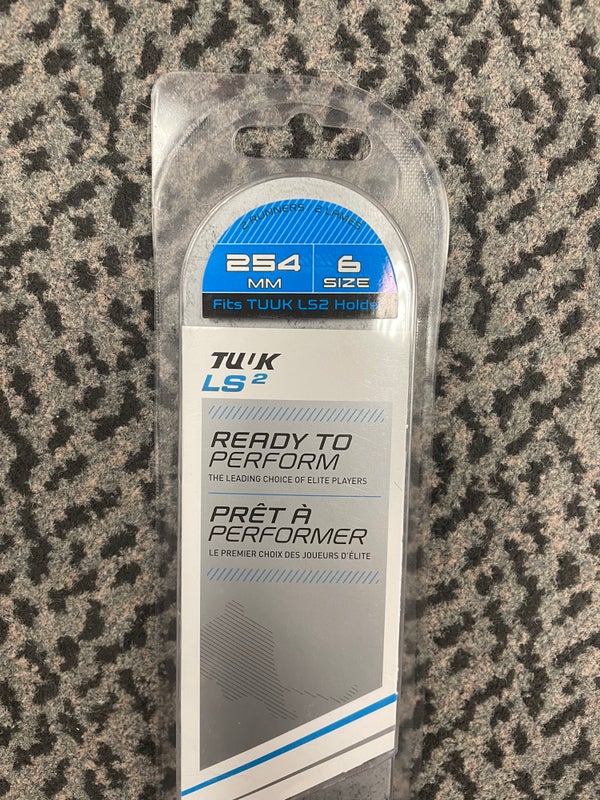 2 RUNNERS / 2 LAMES
254 MM
6 SIZE
Fits TUUK LS2 Holder
TUUK
LS2
READY TO
PERFORM
THE LEADING CHOICE OF ELITE PLAYERS
PRÊT À
PERFORMER
LE PREMIER CHOIX DES JOUEURS D'ÉLITE